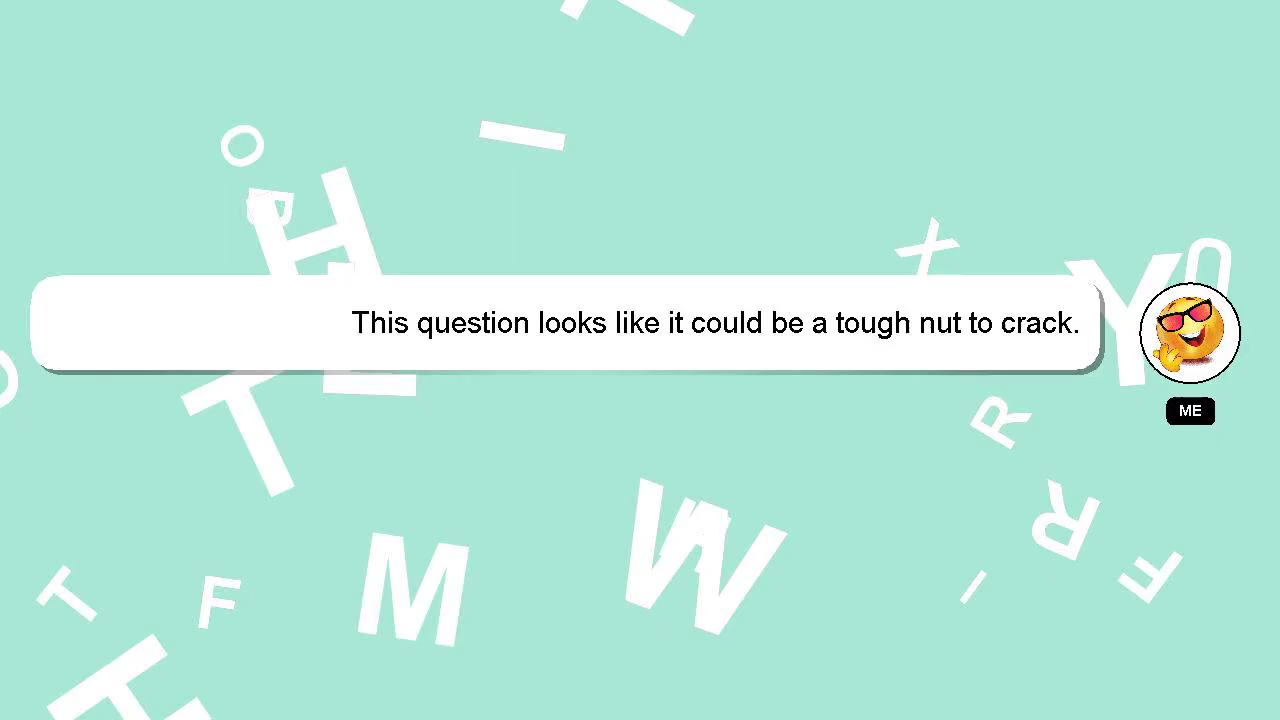 This question looks like it could be a tough nut to crack.
ME
O
H
I
X
Y
T
R
R
F
I
W
M
F
T